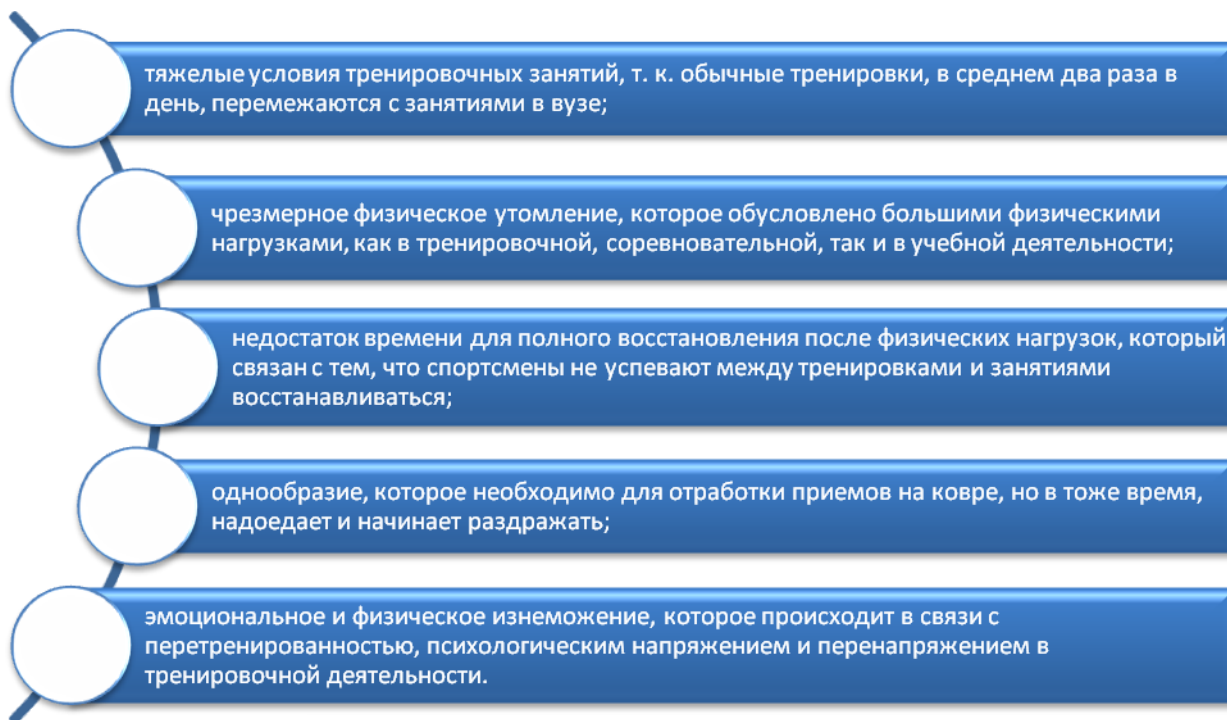 тяжелые условия тренировочных занятий, т. к. обычные тренировки, в среднем два раза в
день, перемежаются с занятиями в вузе;
чрезмерное физическое утомление, которое обусловлено большими физическими
нагрузками, как в тренировочной, соревновательной, так и в учебной деятельности;
недостаток времени для полного восстановления после физических нагрузок, который
связан с тем, что спортсмены не успевают между тренировками и занятиями
восстанавливаться;
однообразие, которое необходимо для отработки приемов на ковре, но в тоже время,
надоедает и начинает раздражать;
эмоциональное и физическое изнеможение, которое происходит в связи с
перетренированностью, психологическим напряжением и перенапряжением в
тренировочной деятельности.